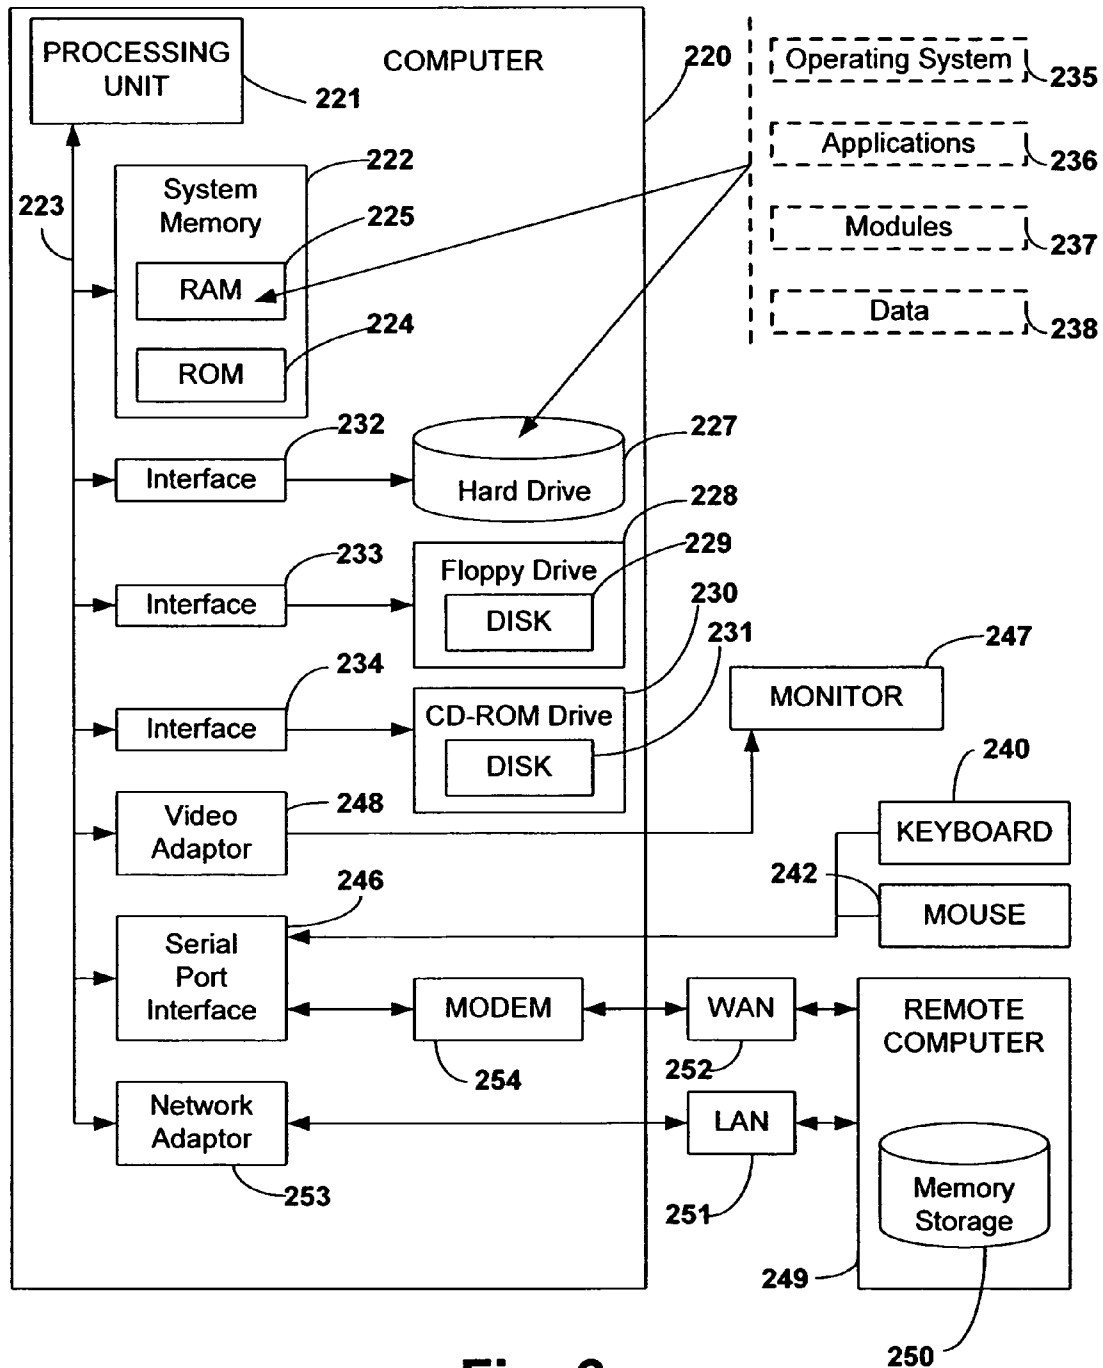 PROCESSING
UNIT
221
COMPUTER
220
Operating System
235
Applications
236
Modules
237
Data
238
222
System
Memory
223
225
RAM
224
ROM
232
Interface
227
Hard Drive
228
233
Interface
229
Floppy Drive
DISK
230
231
234
Interface
CD-ROM Drive
DISK
247
MONITOR
248
Video
Adaptor
240
KEYBOARD
242
MOUSE
246
Serial
Port
Interface
MODEM
254
WAN
252
REMOTE
COMPUTER
Network
Adaptor
253
LAN
251
Memory
Storage
249
250